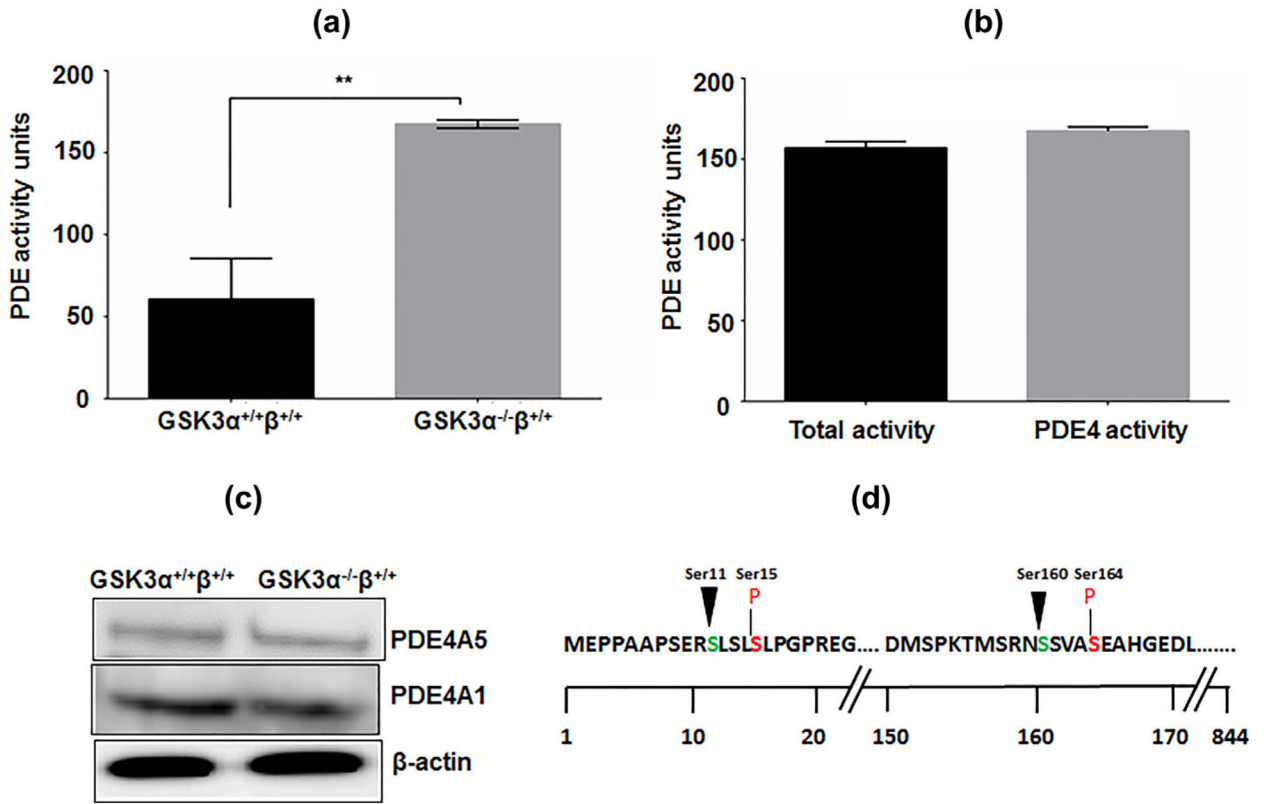 (a)
PDE activity units
200
150
100
50
0
**
GSK3α⁺/⁺β⁺/⁺
GSK3α⁻/⁻β⁺/⁺
(b)
PDE activity units
200
150
100
50
0
Total activity
PDE4 activity
(c)
GSK3α⁺/⁺β⁺/⁺ GSK3α⁻/⁻β⁺/⁺
PDE4A5
PDE4A1
β-actin
(d)
Ser11 Ser15 Ser160 Ser164
P P
MEPPAAPSERSLSLSLPGPREG.... DMSPKTMSRNSSVASEAHGEDL.......
1 10 20 150 160 170 844